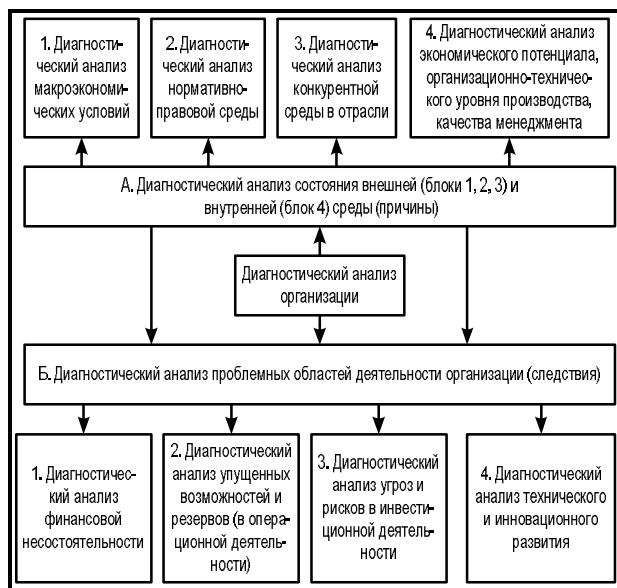 1. Диагности-
ческий анализ
макроэкономи-
ческих условий
2. Диагности-
ческий анализ
нормативно-
правовой
среды
3. Диагности-
ческий анализ
конкурентной
среды в отрасли
4. Диагностический анализ
экономического потенциала,
организационно-техничес-
кого уровня производства,
качества менеджмента
А. Диагностический анализ состояния внешней (блоки 1, 2, 3) и
внутренней (блок 4) среды (причины)
Диагностический анализ
организации
Б. Диагностический анализ проблемных областей деятельности организации (следствия)
1. Диагностичес-
кий анализ
финансовой
несостоятельности
2. Диагностический
анализ упущенных
возможностей и
резервов (в опера-
ционной деятель-
ности)
3. Диагностический
анализ угроз и
рисков в инвести-
ционной деятель-
ности
4. Диагностический
анализ технического
и инновационного
развития